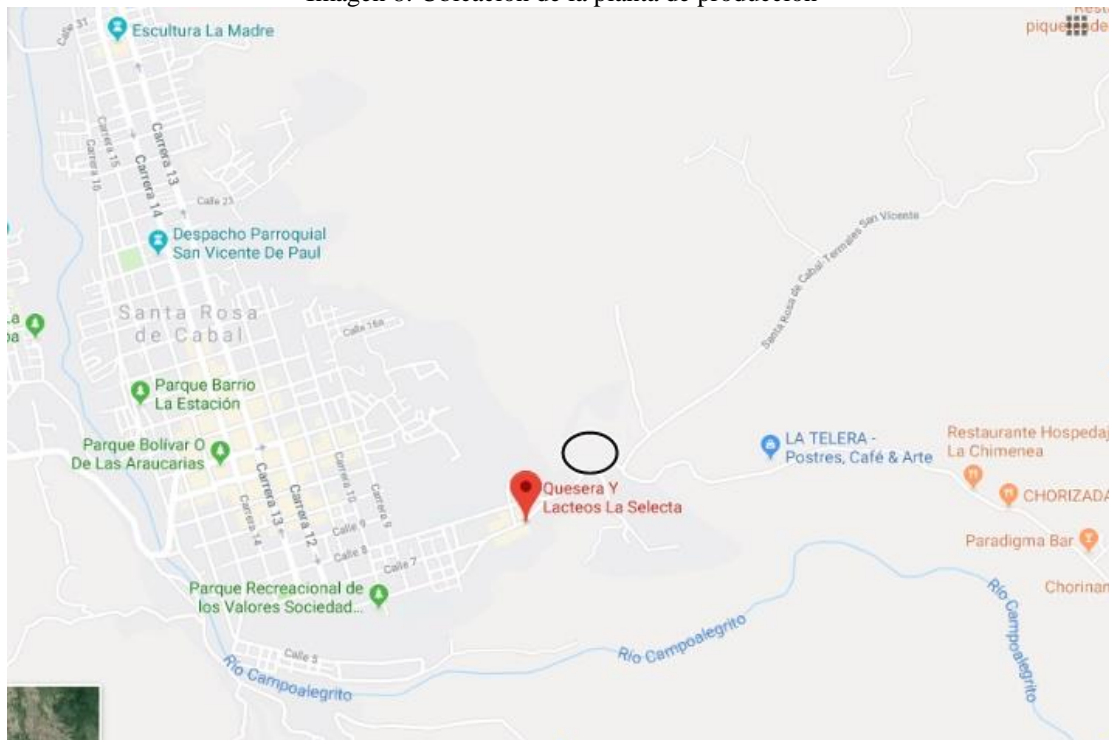 Imagen 6. Ubicación de la planta de producción
Calle 31
Escultura La Madre
Carrera 15
Carrera 16
Carrera 14
Carrera 13
Calle 23
Despacho Parroquial
San Vicente De Paul
Santa Rosa
de Cabal
Calle 16a
Santa Rosa de Cabal-Termales San Vicente
Parque Barrio
La Estación
Parque Bolívar O
De Las Araucarias
Carrera 14
Carrera 13
Carrera 12
Carrera 10
Carrera 9
Calle 9
Calle 8
Calle 7
Quesera Y
Lacteos La Selecta
LA TELERA -
Postres, Café & Arte
Restaurante Hospedaj
La Chimenea
CHORIZADA
Paradigma Bar
Chorinan
Parque Recreacional de
los Valores Sociedad...
Calle 5
Río Campoalegrito
Río Campoalegrito
Río Campoalegrito